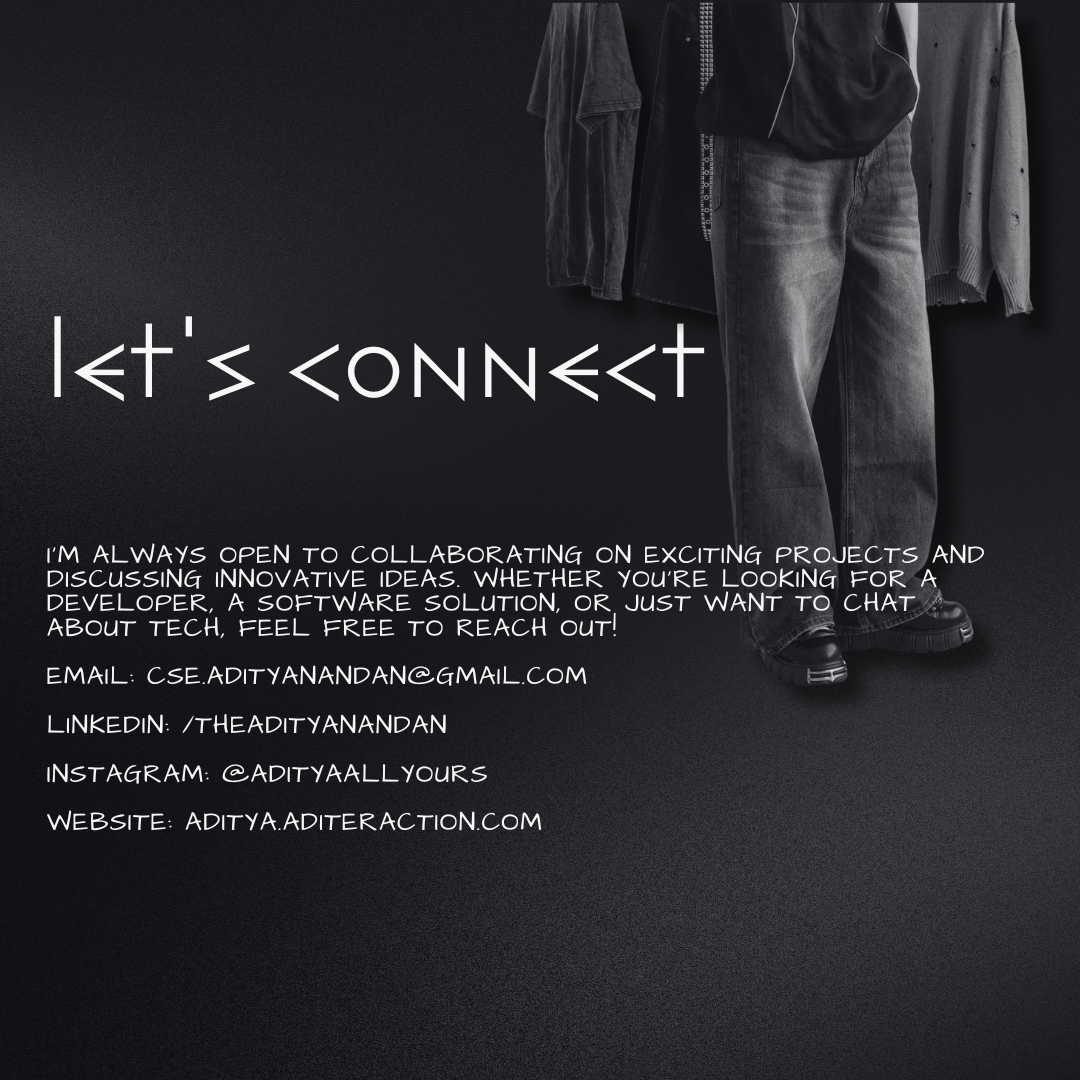 let's connect
I'M ALWAYS OPEN TO COLLABORATING ON EXCITING PROJECTS AND
DISCUSSING INNOVATIVE IDEAS. WHETHER YOU'RE LOOKING FOR A
DEVELOPER, A SOFTWARE SOLUTION, OR JUST WANT TO CHAT
ABOUT TECH, FEEL FREE TO REACH OUT!
EMAIL: CSE.ADITYANANDAN@GMAIL.COM
LINKEDIN: /THEADITYANANDAN
INSTAGRAM: @ADITYAALLYOURS
WEBSITE: ADITYA.ADITERACTION.COM